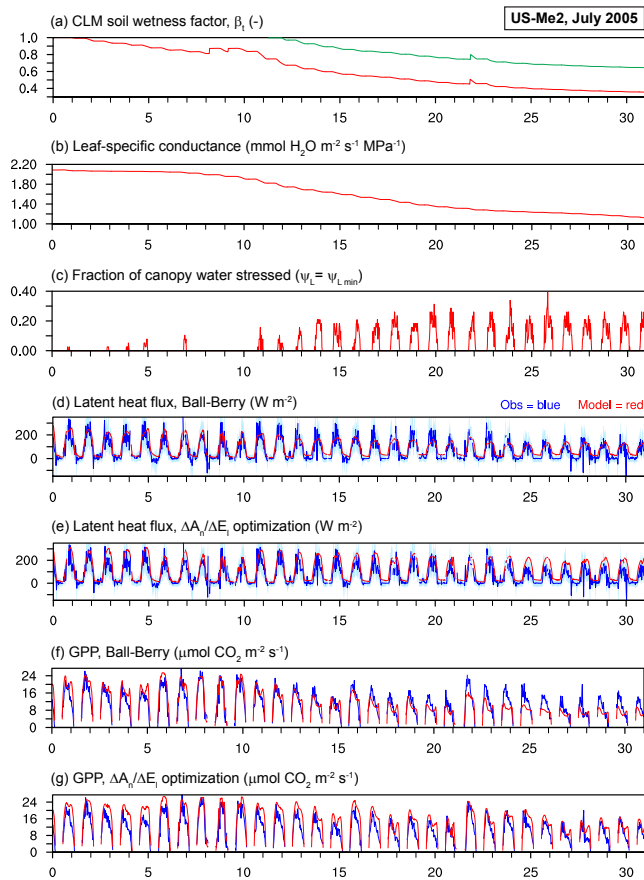 (a) CLM soil wetness factor, βt (-)
US-Me2, July 2005
1.0
0.8
0.6
0.4
0 5 10 15 20 25 30
(b) Leaf-specific conductance (mmol H2O m-2 s-1 MPa-1)
2.20
1.80
1.40
1.00
0 5 10 15 20 25 30
(c) Fraction of canopy water stressed (ψL= ψL min)
0.40
0.20
0.00
0 5 10 15 20 25 30
(d) Latent heat flux, Ball-Berry (W m-2)
Obs = blue
Model = red
200
0
0 5 10 15 20 25 30
(e) Latent heat flux, ΔAn/ΔEl optimization (W m-2)
200
0
0 5 10 15 20 25 30
(f) GPP, Ball-Berry (μmol CO2 m-2 s-1)
24
16
8
0
0 5 10 15 20 25 30
(g) GPP, ΔAn/ΔEl optimization (μmol CO2 m-2 s-1)
24
16
8
0
0 5 10 15 20 25 30